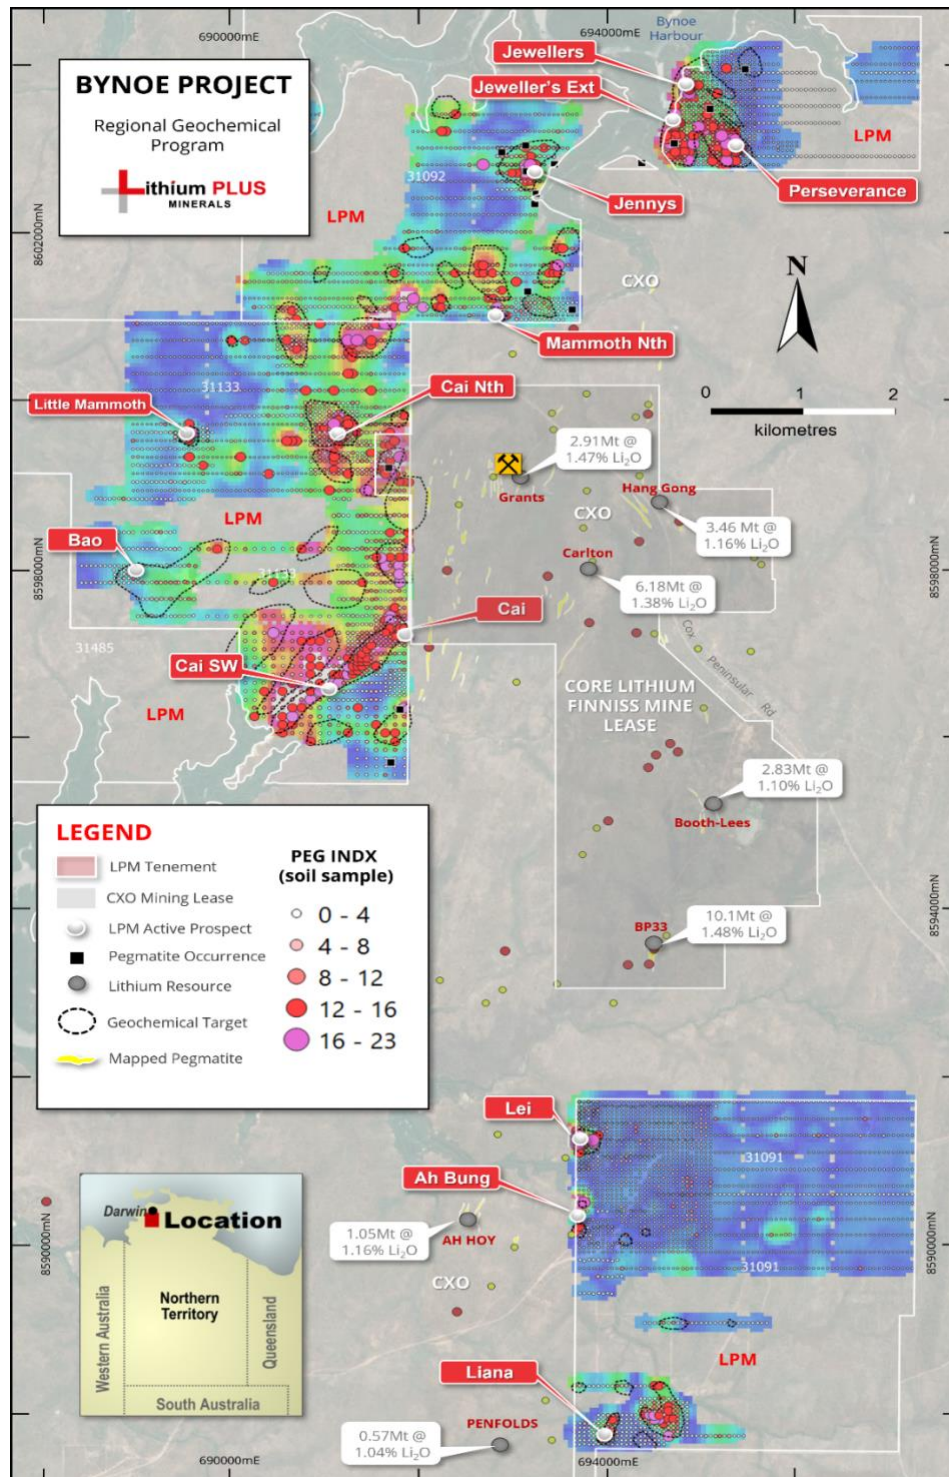 690000mE
694000mE
Bynoe
Harbour
BYNOE PROJECT
Regional Geochemical
Program
Lithium PLUS
MINERALS
Jewellers
Jeweller's Ext
LPM
Perseverance
31092
Jennys
LPM
8602000mN
8602000mN
CXO
N
Mammoth Nth
0 1 2
kilometres
31133
Little Mammoth
Cai Nth
2.91Mt @
1.47% Li₂O
Grants
Hang Gong
CXO
3.46 Mt @
1.16% Li₂O
LPM
Bao
Carlton
6.18Mt @
1.38% Li₂O
8598000mN
8598000mN
Cai
31485
Cai SW
LPM
Cox Peninsular Rd
CORE LITHIUM
FINNISS MINE
LEASE
2.83Mt @
1.10% Li₂O
Booth-Lees
LEGEND
LPM Tenement
CXO Mining Lease
LPM Active Prospect
Pegmatite Occurrence
Lithium Resource
Geochemical Target
Mapped Pegmatite
PEG INDX
(soil sample)
0 - 4
4 - 8
8 - 12
12 - 16
16 - 23
8594000mN
BP33
10.1Mt @
1.48% Li₂O
Lei
31091
Ah Bung
Darwin
Location
Northern
Territory
Western Australia
Queensland
South Australia
8590000mN
8590000mN
1.05Mt @
1.16% Li₂O
AH HOY
CXO
31091
LPM
Liana
PENFOLDS
0.57Mt @
1.04% Li₂O
690000mE
694000mE